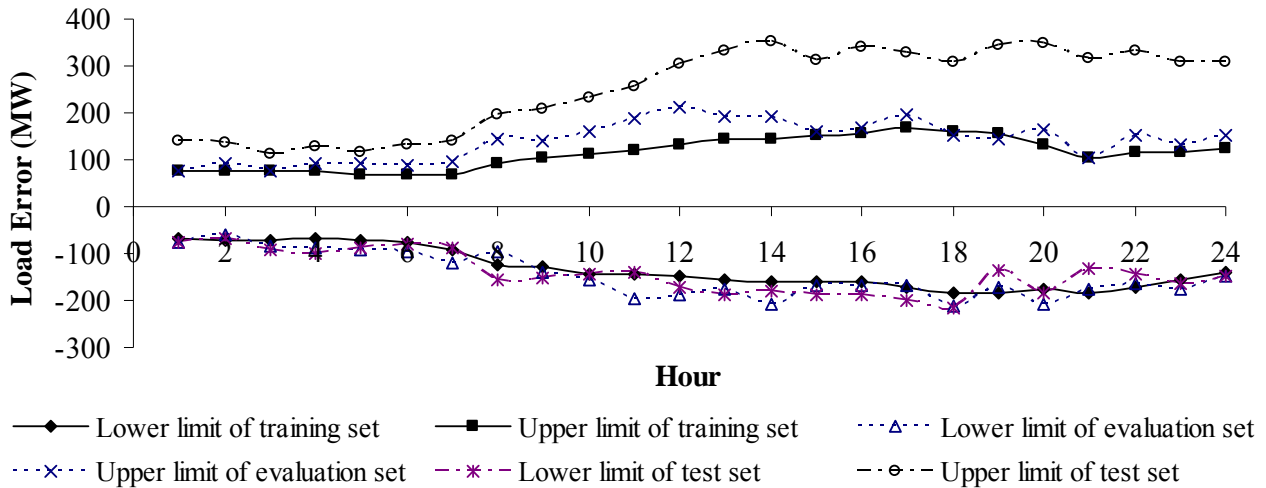 400
300
200
100
0
-100
-200
-300
Load Error (MW)
0 2 4 6 8 10 12 14 16 18 20 22 24
Hour
Lower limit of training set
Upper limit of training set
Lower limit of evaluation set
Upper limit of evaluation set
Lower limit of test set
Upper limit of test set